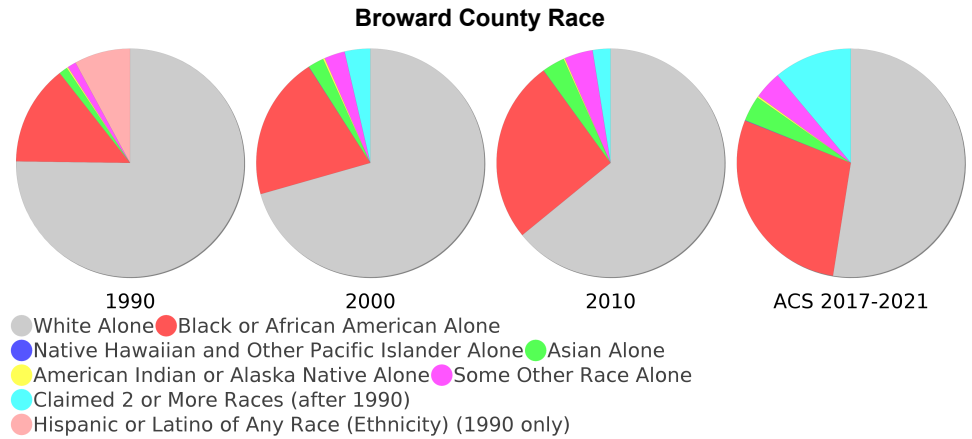 Broward County Race
1990 2000 2010 ACS 2017-2021
White Alone Black or African American Alone
Native Hawaiian and Other Pacific Islander Alone Asian Alone
American Indian or Alaska Native Alone Some Other Race Alone
Claimed 2 or More Races (after 1990)
Hispanic or Latino of Any Race (Ethnicity) (1990 only)